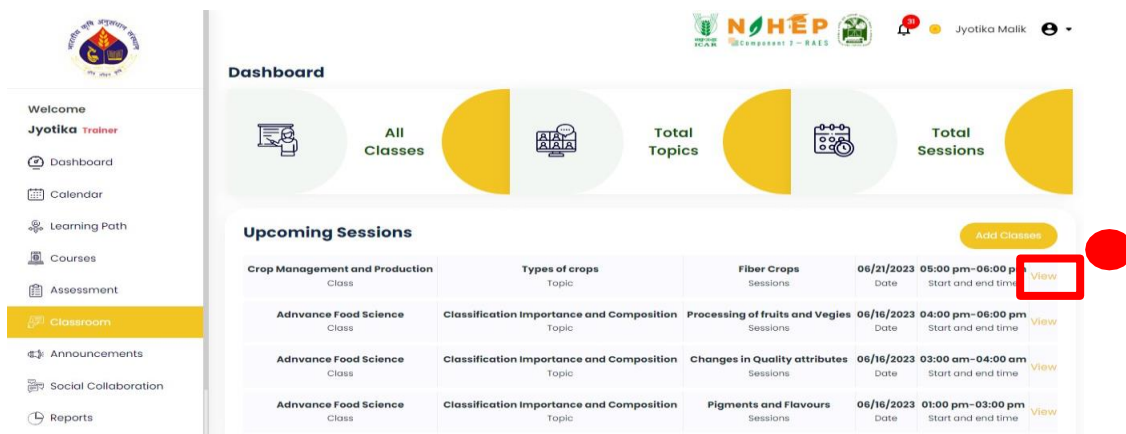 NAHEP
ICAR
Component 2 - RAES
31
Jyotika Malik
Dashboard
Welcome
Jyotika Trainer
Dashboard
Calendar
Learning Path
Courses
Assessment
Classroom
Announcements
Social Collaboration
Reports
All Classes
Total Topics
Total Sessions
Upcoming Sessions
Add Classes
Crop Management and Production Types of crops Fiber Crops 06/21/2023 05:00 pm-06:00 pm View
Class Topic Sessions Date Start and end time
Adnvance Food Science Classification Importance and Composition Processing of fruits and Vegies 06/16/2023 04:00 pm-06:00 pm View
Class Topic Sessions Date Start and end time
Adnvance Food Science Classification Importance and Composition Changes in Quality attributes 06/16/2023 03:00 am-04:00 am View
Class Topic Sessions Date Start and end time
Adnvance Food Science Classification Importance and Composition Pigments and Flavours 06/16/2023 01:00 pm-03:00 pm View
Class Topic Sessions Date Start and end time